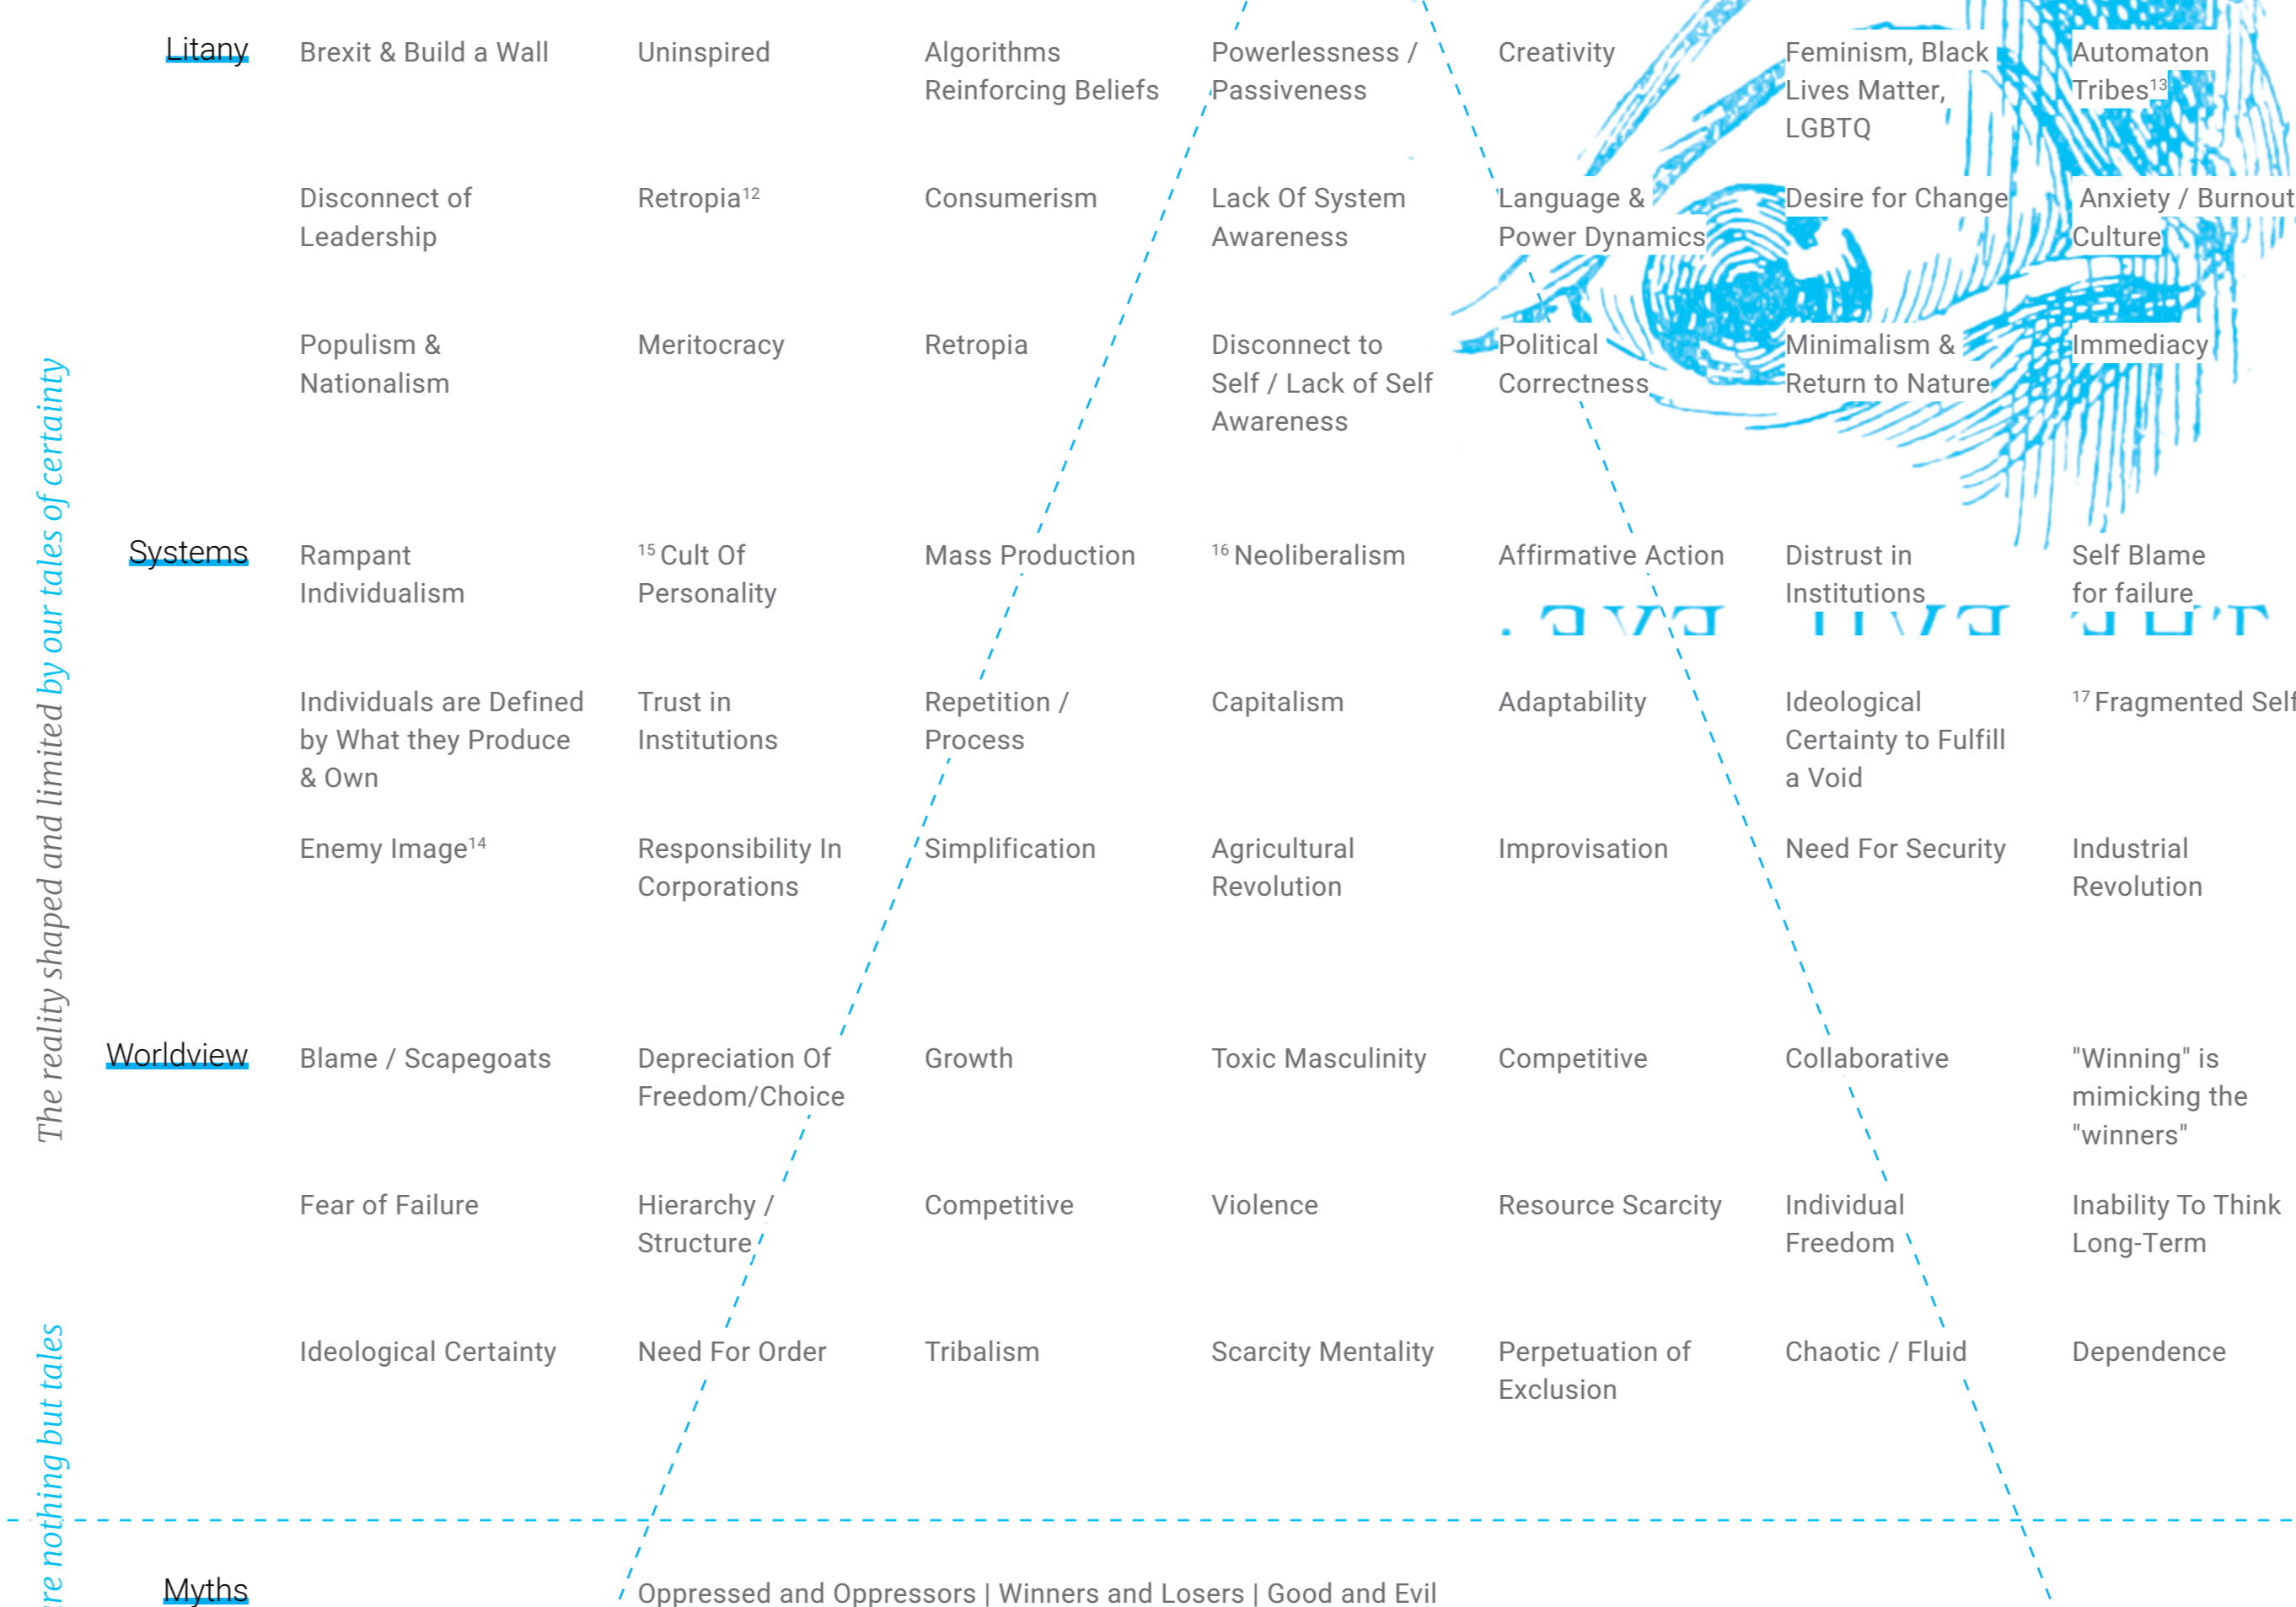 Litany
Brexit & Build a Wall
Uninspired
Algorithms
Reinforcing Beliefs
Powerlessness /
Passiveness
Creativity
Feminism, Black
Lives Matter,
LGBTQ
Automaton
Tribes¹³
Disconnect of
Leadership
Retropia¹²
Consumerism
Lack Of System
Awareness
Language &
Power Dynamics
Desire for Change
Anxiety / Burnout
Culture
Populism &
Nationalism
Meritocracy
Retropia
Disconnect to
Self / Lack of Self
Awareness
Political
Correctness
Minimalism &
Return to Nature
Immediacy
The reality shaped and limited by our tales of certainty
Systems
Rampant
Individualism
¹⁵ Cult Of
Personality
Mass Production
¹⁶ Neoliberalism
Affirmative Action
Distrust in
Institutions
Self Blame
for failure
Individuals are Defined
by What they Produce
& Own
Trust in
Institutions
Repetition /
Process
Capitalism
Adaptability
Ideological
Certainty to Fulfill
a Void
¹⁷ Fragmented Self
Enemy Image¹⁴
Responsibility In
Corporations
Simplification
Agricultural
Revolution
Improvisation
Need For Security
Industrial
Revolution
Worldview
Blame / Scapegoats
Depreciation Of
Freedom/Choice
Growth
Toxic Masculinity
Competitive
Collaborative
"Winning" is
mimicking the
"winners"
Fear of Failure
Hierarchy /
Structure
Competitive
Violence
Resource Scarcity
Individual
Freedom
Inability To Think
Long-Term
Ideological Certainty
Need For Order
Tribalism
Scarcity Mentality
Perpetuation of
Exclusion
Chaotic / Fluid
Dependence
re nothing but tales
Myths
Oppressed and Oppressors | Winners and Losers | Good and Evil